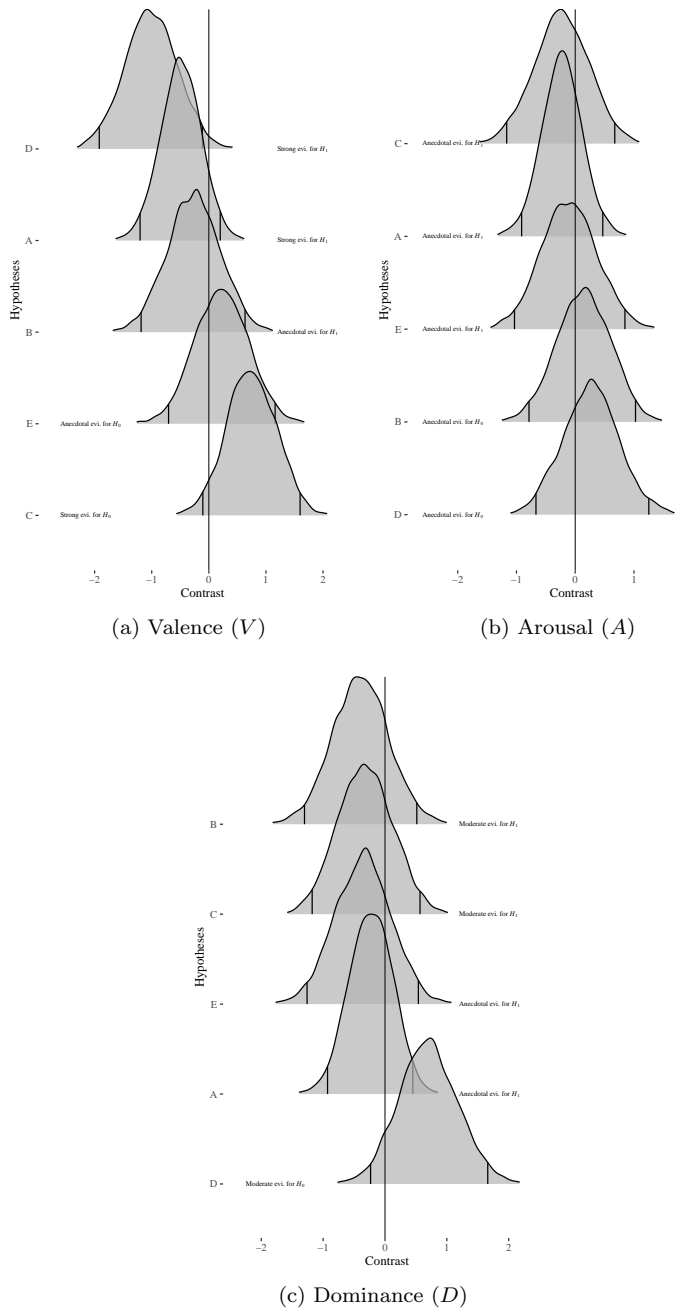 D
Strong evi. for H₁
A
Strong evi. for H₁
B
Anecdotal evi. for H₁
E
Anecdotal evi. for H₀
C
Strong evi. for H₀
Hypotheses
−2 −1 0 1 2
Contrast
(a) Valence (V)
C
Anecdotal evi. for H₁
A
Anecdotal evi. for H₁
E
Anecdotal evi. for H₁
B
Anecdotal evi. for H₀
D
Anecdotal evi. for H₀
Hypotheses
−2 −1 0 1
Contrast
(b) Arousal (A)
B
Moderate evi. for H₁
C
Moderate evi. for H₁
E
Anecdotal evi. for H₁
A
Anecdotal evi. for H₁
D
Moderate evi. for H₀
Hypotheses
−2 −1 0 1 2
Contrast
(c) Dominance (D)